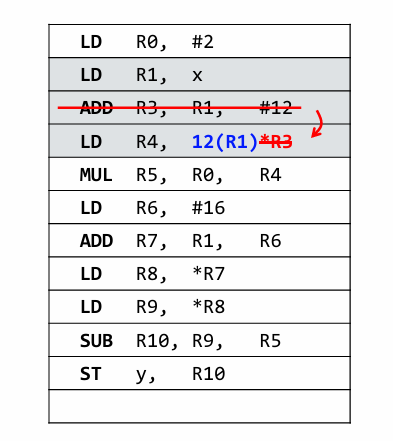 LD R0, #2
LD R1, x
ADD R3, R1, #12
LD R4, 12(R1)*R3
MUL R5, R0, R4
LD R6, #16
ADD R7, R1, R6
LD R8, *R7
LD R9, *R8
SUB R10, R9, R5
ST y, R10